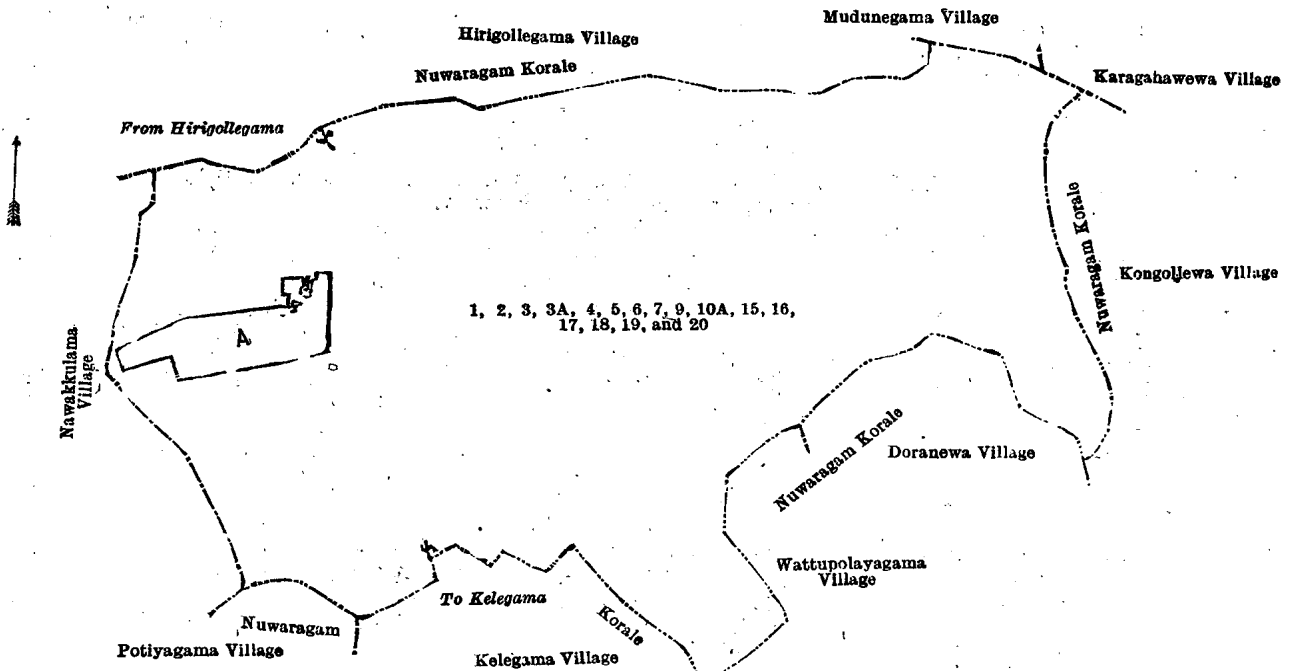 Mudunegama Village
Hirigollegama Village
Nuwaragam Korale
Karagahawewa Village
From Hirigollegama
Nuwaragam Korale
Kongollewa Village
1, 2, 3, 3A, 4, 5, 6, 7, 9, 10A, 15, 16,
17, 18, 19, and 20
A
Nawakkulama
Village
Nuwaragam Korale
Doranewa Village
Wattupolayagama
Village
To Kelegama
Nuwaragam
Korale
Potiyagama Village
Kelegama Village